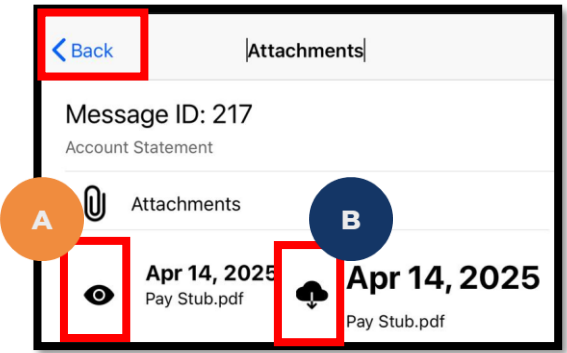 Back
Attachments
Message ID: 217
Account Statement
Attachments
A
B
Apr 14, 2025
Pay Stub.pdf
Apr 14, 2025
Pay Stub.pdf